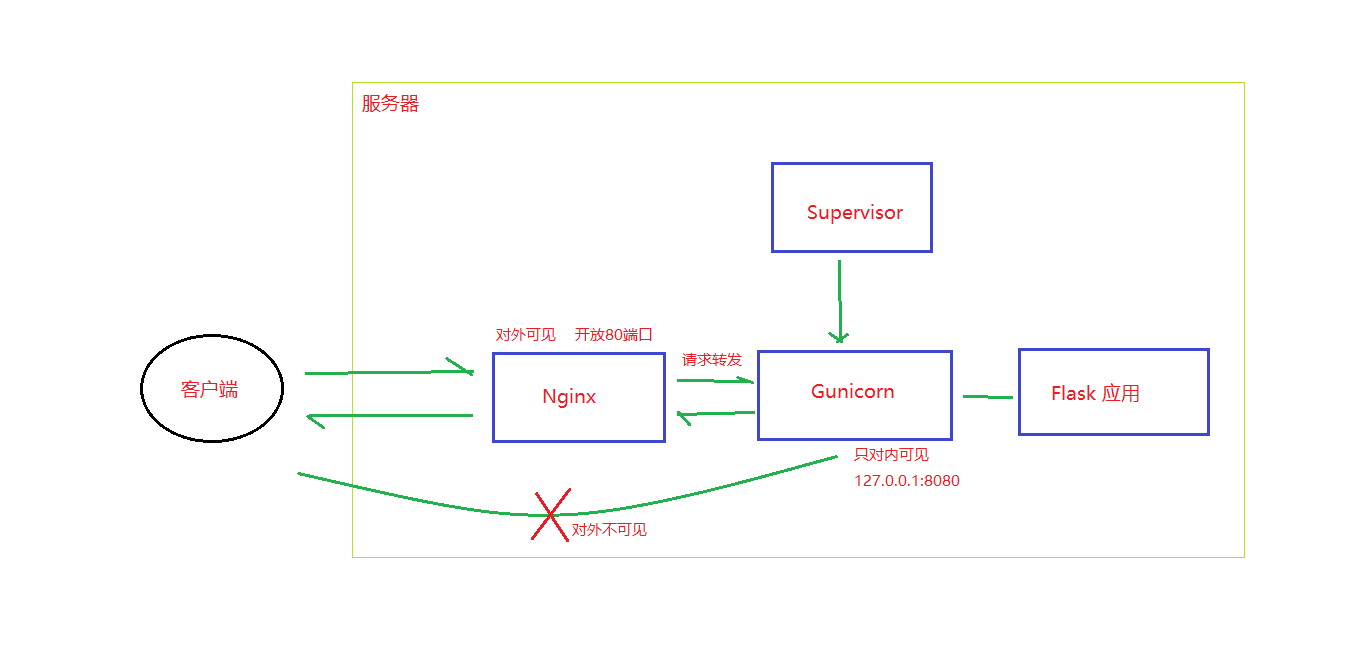 服务器
Supervisor
对外可见 开放80端口
请求转发
客户端
Nginx
Gunicorn
Flask 应用
只对内可见
127.0.0.1:8080
对外不可见